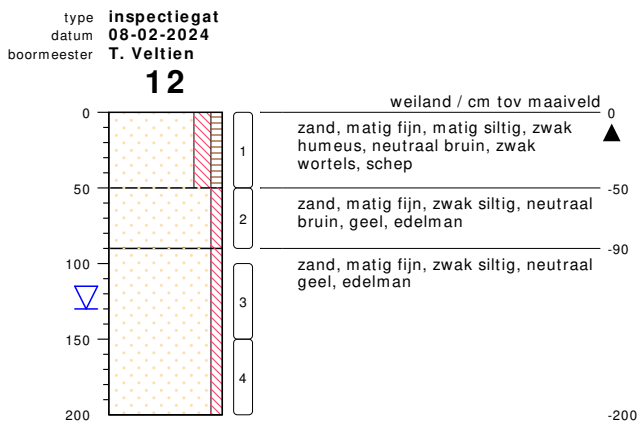 type inspectiegat
datum 08-02-2024
boormeester T. Veltien
12
weiland / cm tov maaiveld
0
0
1
zand, matig fijn, matig siltig, zwak
humeus, neutraal bruin, zwak
wortels, schep
50
-50
2
zand, matig fijn, zwak siltig, neutraal
bruin, geel, edelman
-90
100
zand, matig fijn, zwak siltig, neutraal
geel, edelman
3
150
4
200
-200